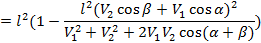 = l²(1 − l²(V₂ cos β + V₁ cos α)² / (V₁² + V₂² + 2V₁V₂ cos(α + β)))